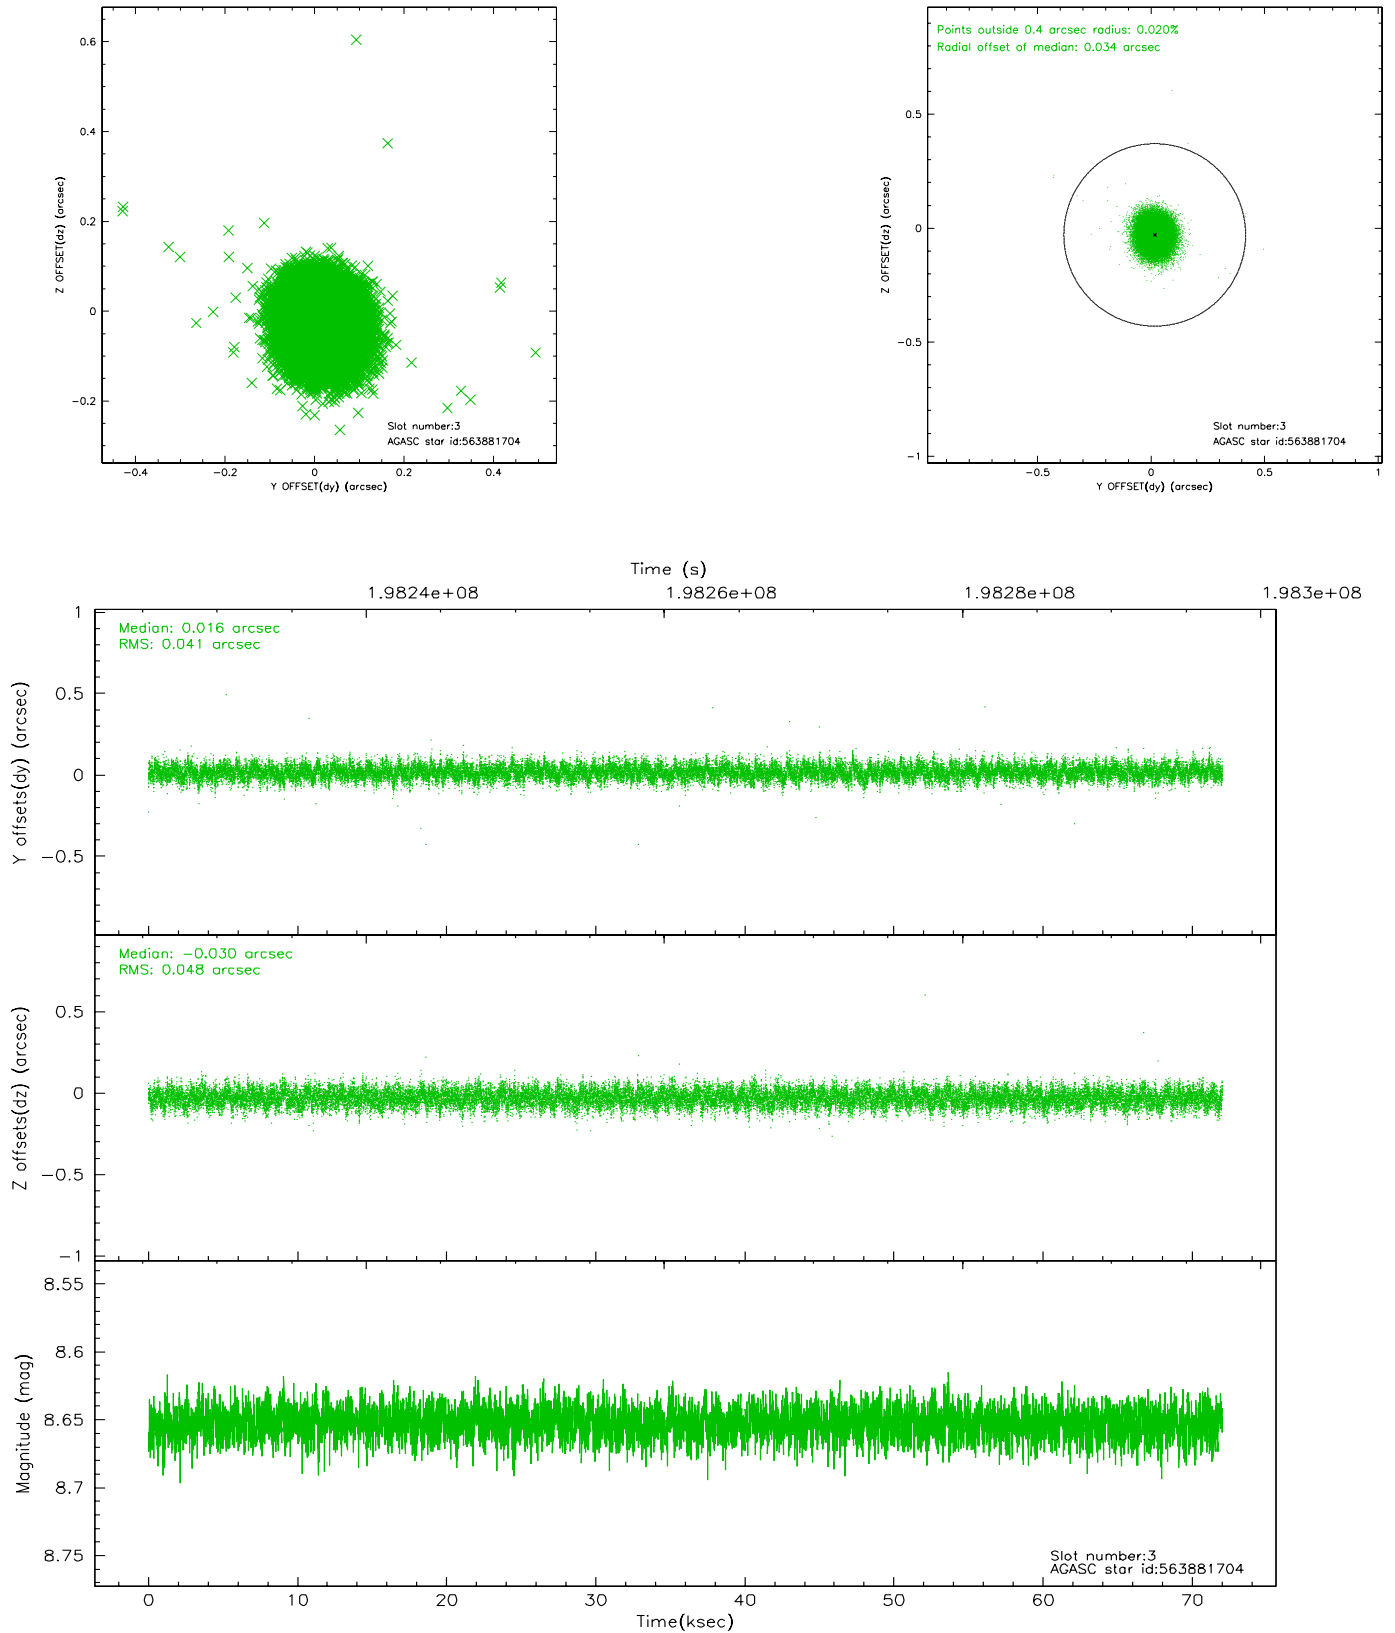 0.6
0.4
0.2
0
−0.2
Z OFFSET(dz) (arcsec)
Slot number:3
AGASC star id:563881704
−0.4 −0.2 0 0.2 0.4
Y OFFSET(dy) (arcsec)
Points outside 0.4 arcsec radius: 0.020%
Radial offset of median: 0.034 arcsec
0.5
0
−0.5
−1
Z OFFSET(dz) (arcsec)
Slot number:3
AGASC star id:563881704
−0.5 0 0.5 1
Y OFFSET(dy) (arcsec)
Time (s)
1.9824e+08 1.9826e+08 1.9828e+08 1.983e+08
Median: 0.016 arcsec
RMS: 0.041 arcsec
1
0.5
0
−0.5
Y offsets(dy) (arcsec)
Median: −0.030 arcsec
RMS: 0.048 arcsec
0.5
0
−0.5
−1
Z offsets(dz) (arcsec)
8.55
8.6
8.65
8.7
8.75
Magnitude (mag)
Slot number:3
AGASC star id:563881704
0 10 20 30 40 50 60 70
Time(ksec)